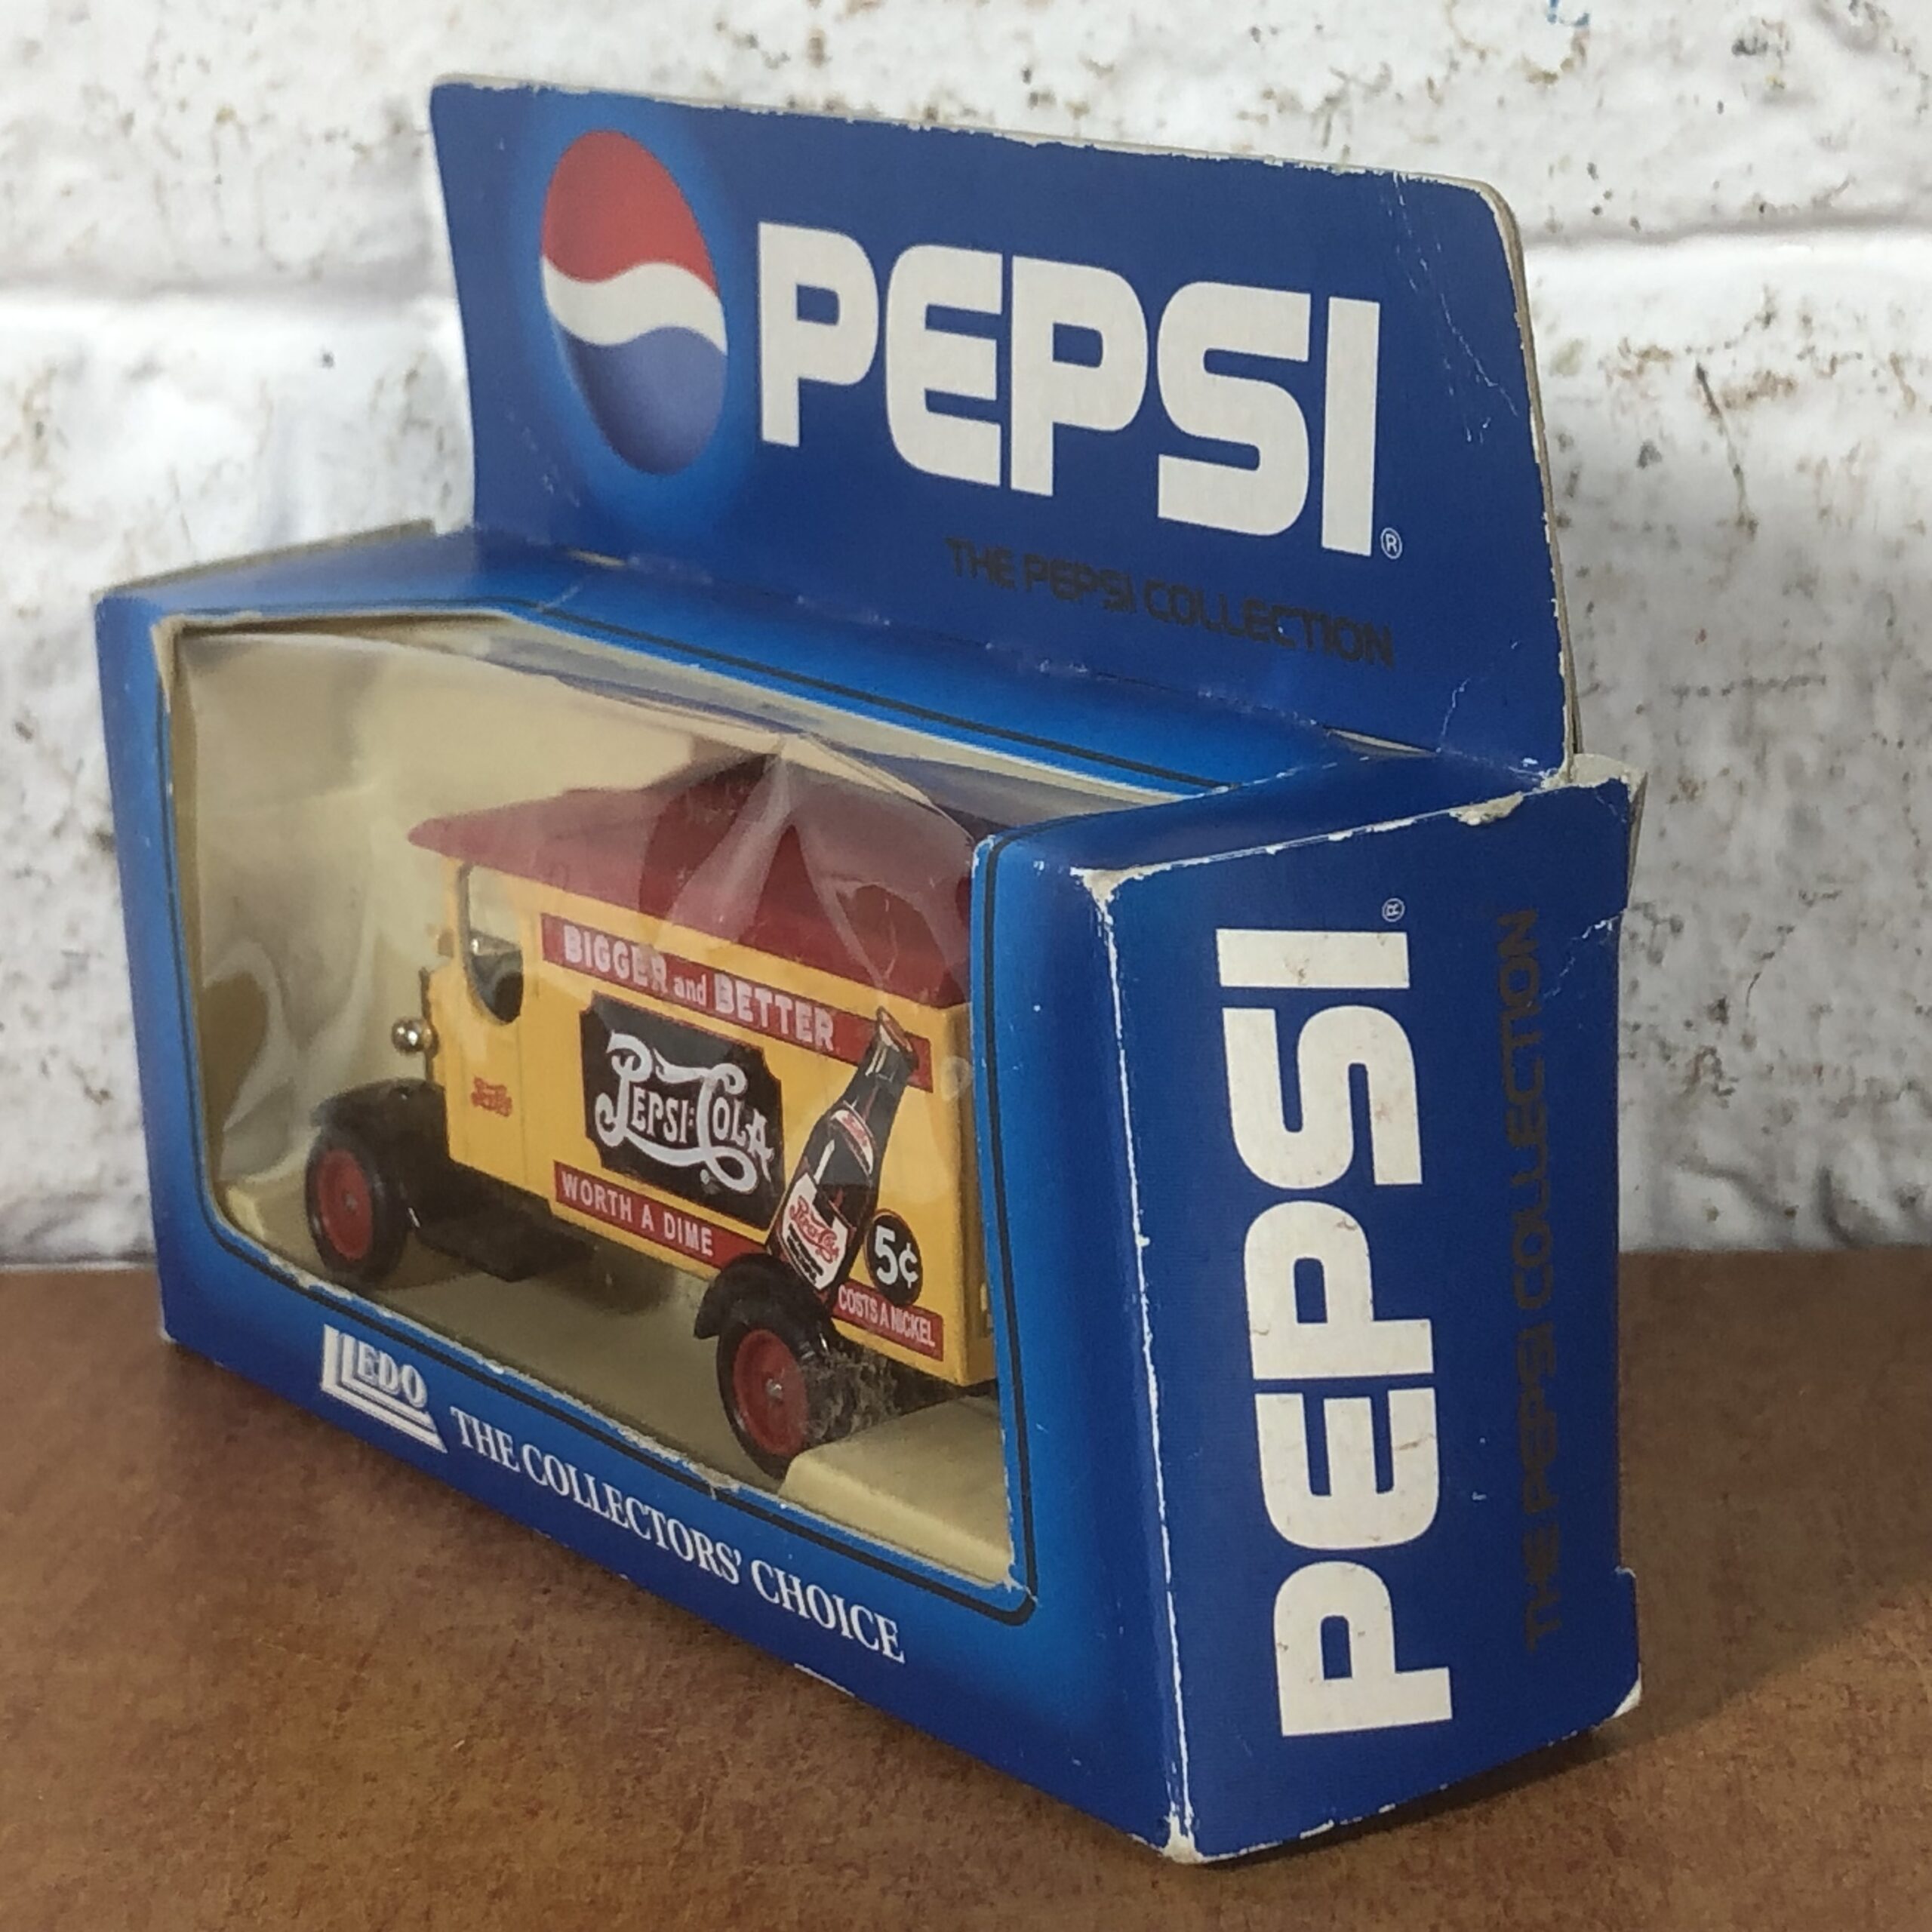 PEPSI®
THE PEPSI COLLECTION
BIGGER and BETTER
PEPSI-COLA
WORTH A DIME
5¢
COSTS A NICKEL
LLEDO
THE COLLECTORS' CHOICE
PEPSI®
THE PEPSI COLLECTION